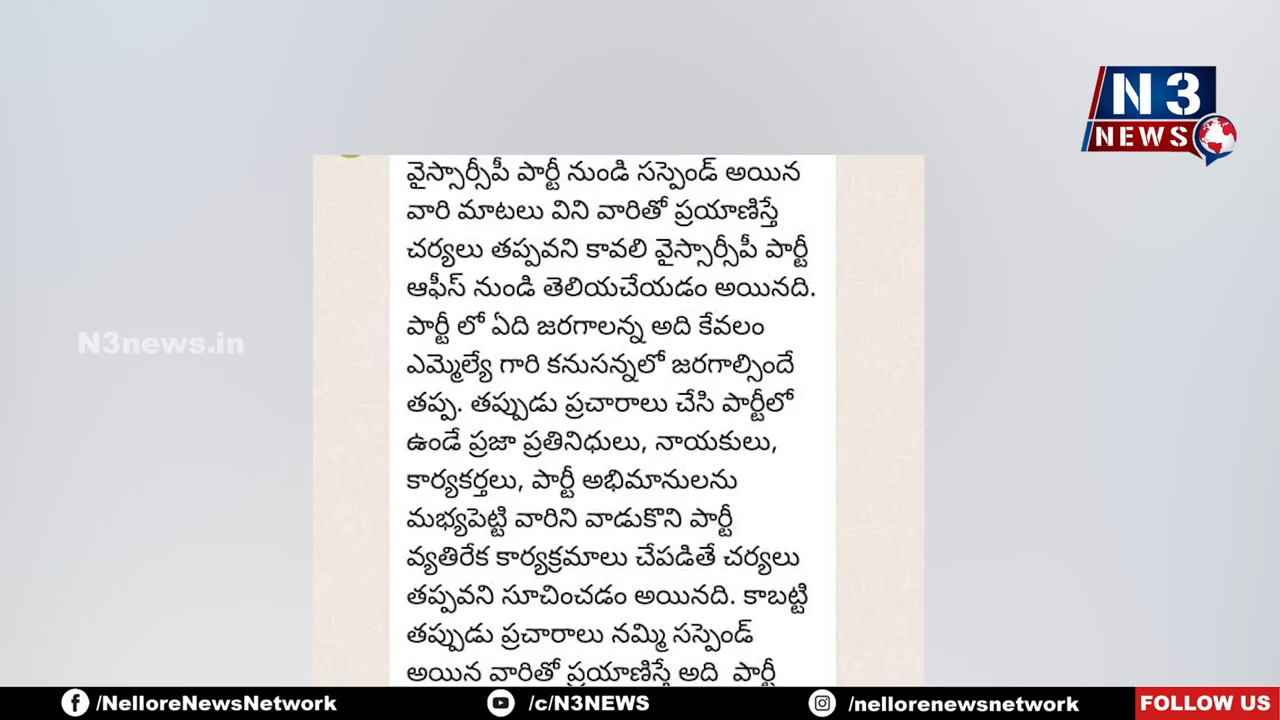 N3
NEWS
వైస్సార్సీపీ పార్టీ నుండి సస్పెండ్ అయిన
వారి మాటలు విని వారితో ప్రయాణిస్తే
చర్యలు తప్పవని కావలి వైస్సార్సీపీ పార్టీ
ఆఫీస్ నుండి తెలియచేయడం అయినది.
పార్టీ లో ఏది జరగాలన్న అది కేవలం
ఎమ్మెల్యే గారి కనుసన్నలో జరగాల్సిందే
తప్ప. తప్పుడు ప్రచారాలు చేసి పార్టీలో
ఉండే ప్రజా ప్రతినిధులు, నాయకులు,
కార్యకర్తలు, పార్టీ అభిమానులను
మభ్యపెట్టి వారిని వాడుకొని పార్టీ
వ్యతిరేక కార్యక్రమాలు చేపడితే చర్యలు
తప్పవని సూచించడం అయినది. కాబట్టి
తప్పుడు ప్రచారాలు నమ్మి సస్పెండ్
అయిన వారితో ప్రయాణిస్తే అది పార్టీ
N3news.in
/NelloreNewsNetwork
/c/N3NEWS
/nellorenewsnetwork
FOLLOW US